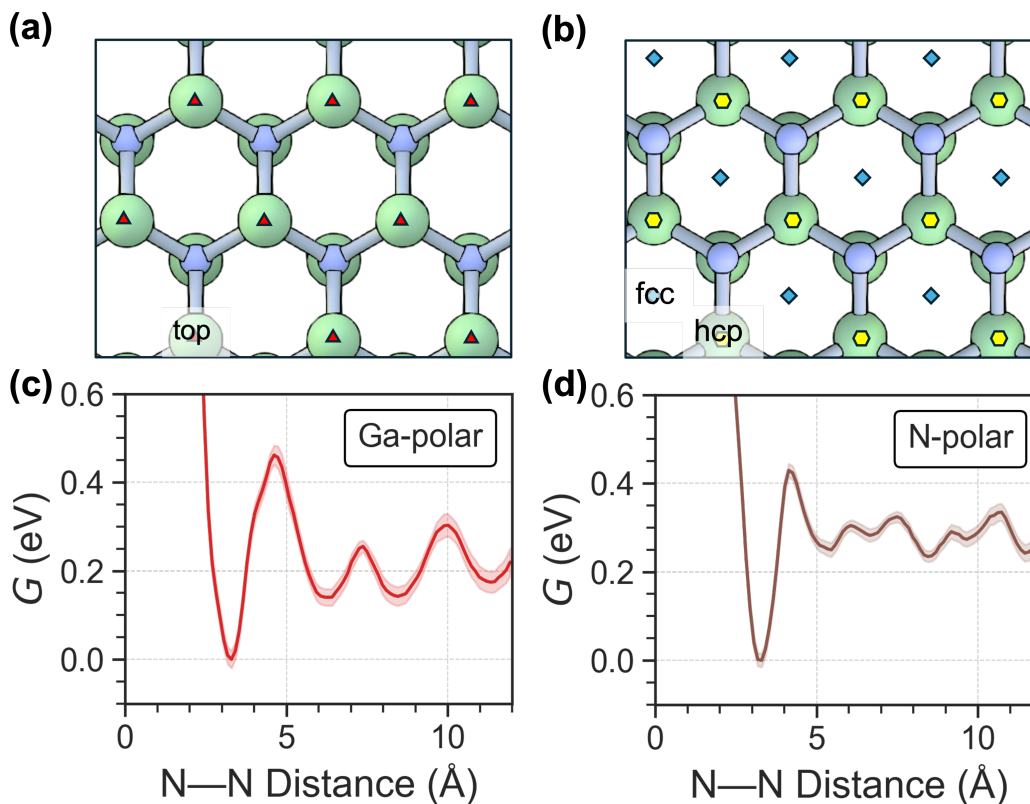 (a)
top
(b)
fcc
hcp
(c)
0.6
0.4
0.2
0.0
G (eV)
Ga-polar
0
5
10
N—N Distance (Å)
(d)
0.6
0.4
0.2
0.0
G (eV)
N-polar
0
5
10
N—N Distance (Å)